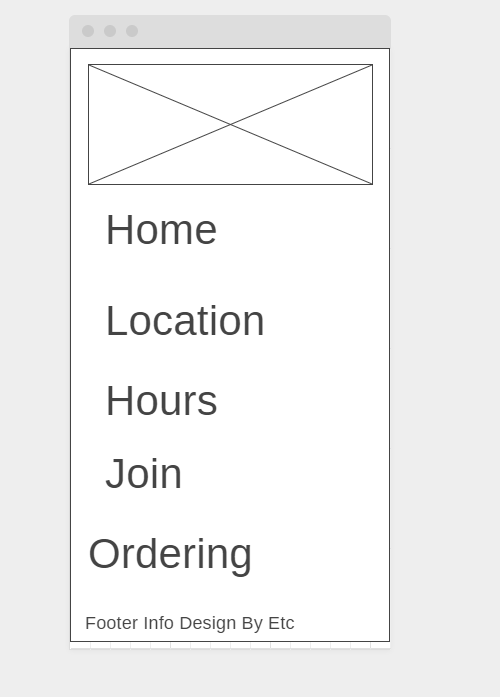 Home
Location
Hours
Join
Ordering
Footer Info Design By Etc